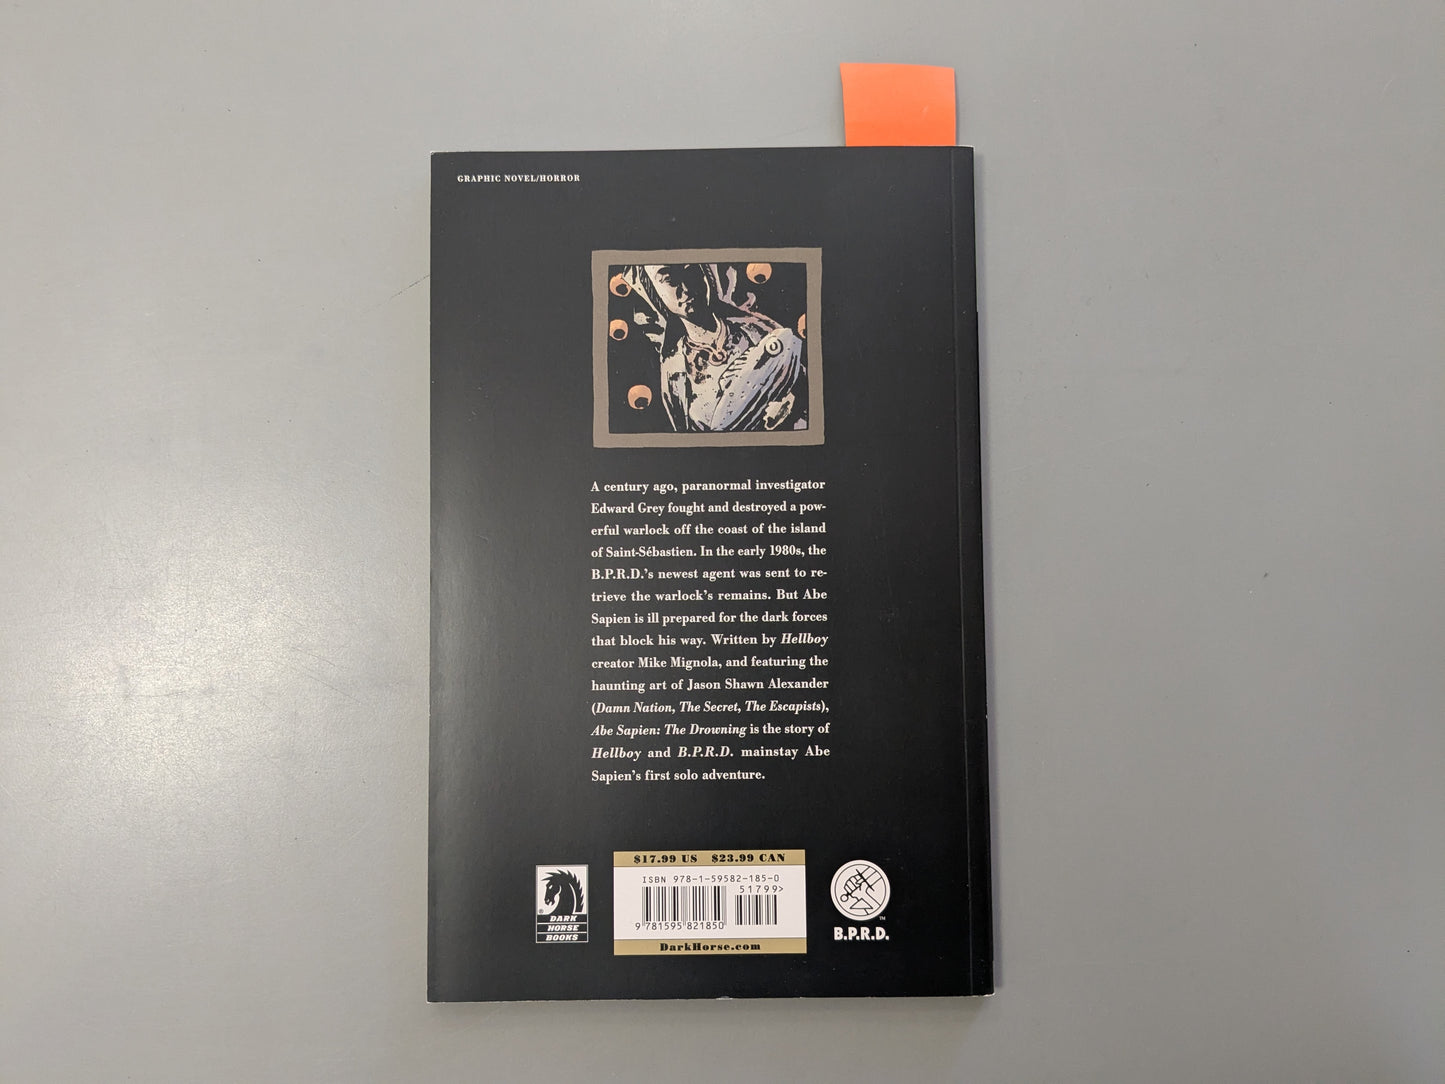 GRAPHIC NOVEL/HORROR
A century ago, paranormal investigator
Edward Grey fought and destroyed a pow-
erful warlock off the coast of the island
of Saint-Sébastien. In the early 1980s, the
B.P.R.D.'s newest agent was sent to re-
trieve the warlock's remains. But Abe
Sapien is ill prepared for the dark forces
that block his way. Written by Hellboy
creator Mike Mignola, and featuring the
haunting art of Jason Shawn Alexander
(Damn Nation, The Secret, The Escapists),
Abe Sapien: The Drowning is the story of
Hellboy and B.P.R.D. mainstay Abe
Sapien's first solo adventure.
$17.99 US $23.99 CAN
ISBN 978-1-59582-185-0
51799>
9 781595 821850
DarkHorse.com
®
DARK
HORSE
BOOKS
™
B.P.R.D.